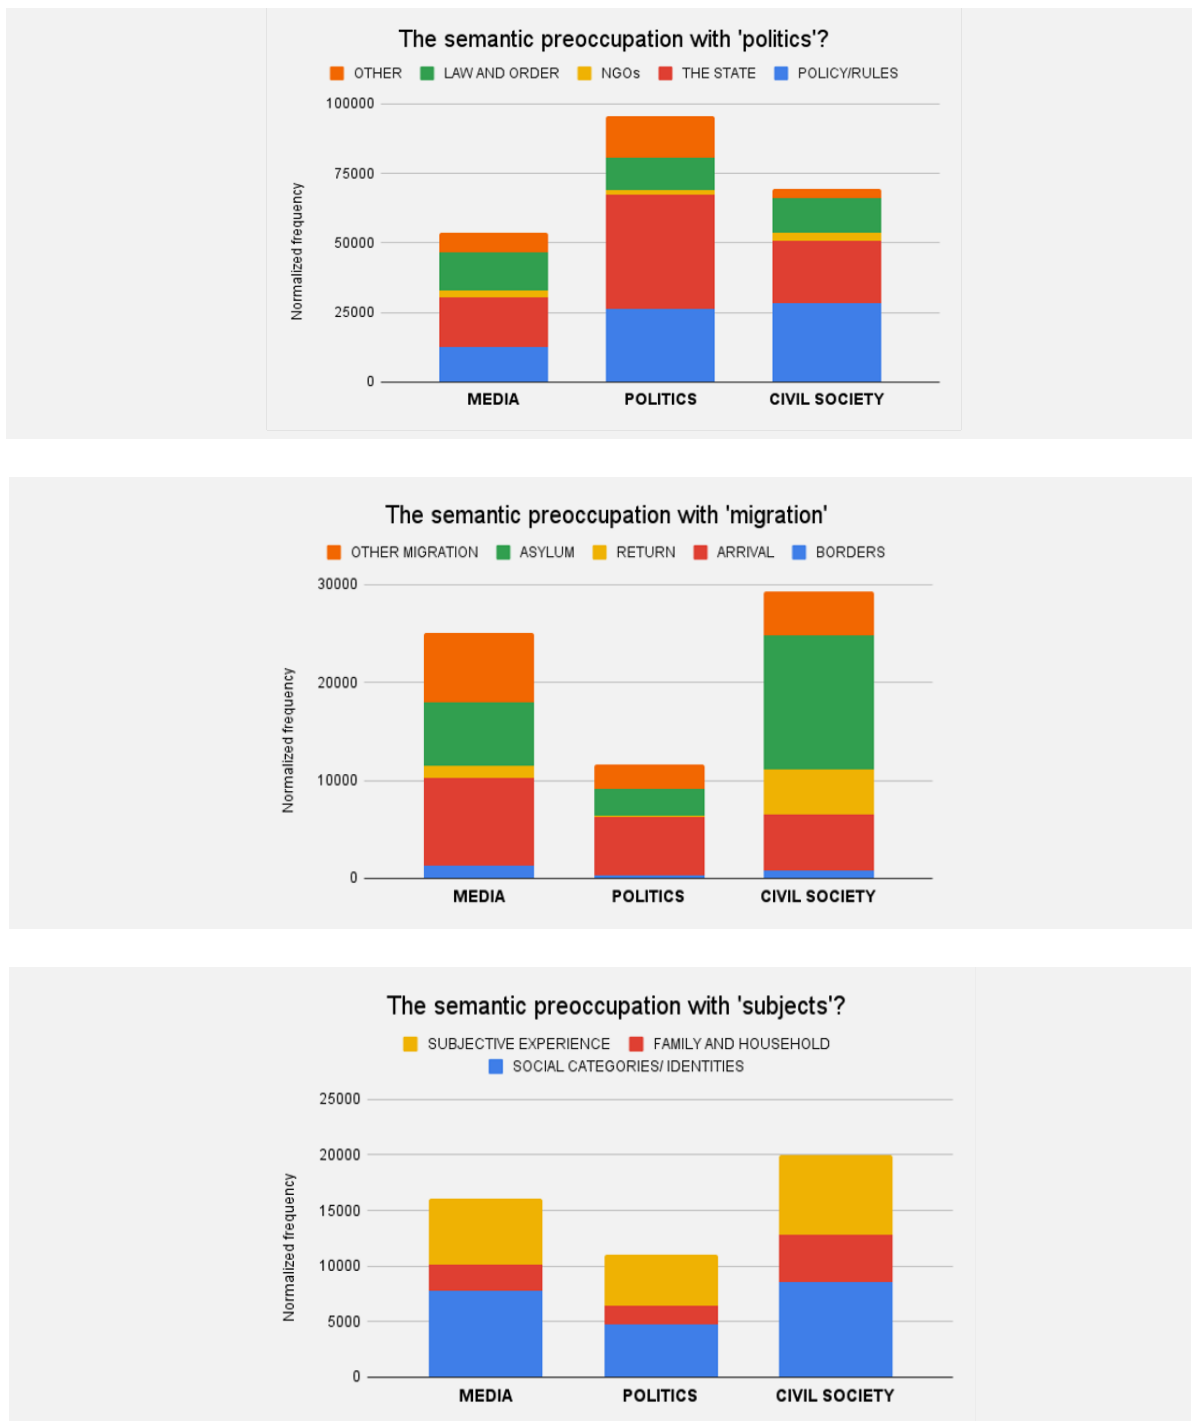 The semantic preoccupation with 'politics'?
OTHER LAW AND ORDER NGOs THE STATE POLICY/RULES
Normalized frequency
100000
75000
50000
25000
0
MEDIA POLITICS CIVIL SOCIETY
The semantic preoccupation with 'migration'
OTHER MIGRATION ASYLUM RETURN ARRIVAL BORDERS
Normalized frequency
30000
20000
10000
0
MEDIA POLITICS CIVIL SOCIETY
The semantic preoccupation with 'subjects'?
SUBJECTIVE EXPERIENCE FAMILY AND HOUSEHOLD
SOCIAL CATEGORIES/ IDENTITIES
Normalized frequency
25000
20000
15000
10000
5000
0
MEDIA POLITICS CIVIL SOCIETY